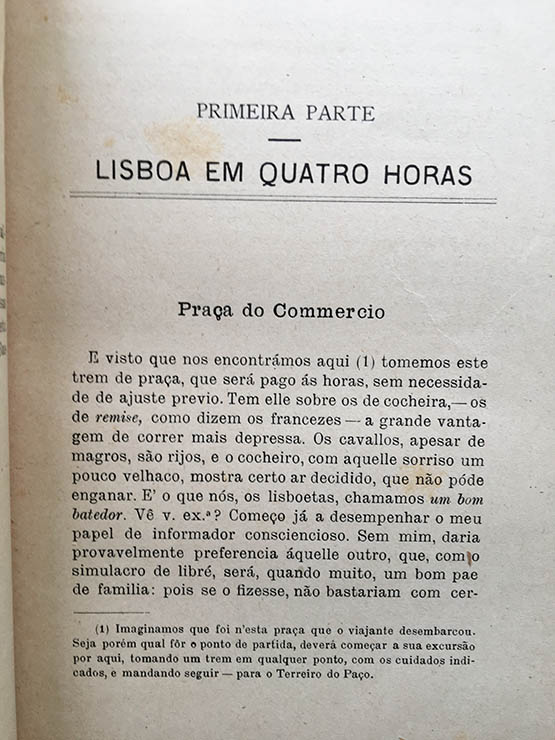 PRIMEIRA PARTE
LISBOA EM QUATRO HORAS
Praça do Commercio
E visto que nos encontrámos aqui (1) tomemos este
trem de praça, que será pago ás horas, sem necessida-
de de ajuste previo. Tem elle sobre os de cocheira,—os
de remise, como dizem os francezes — a grande vanta-
gem de correr mais depressa. Os cavallos, apesar de
magros, são rijos, e o cocheiro, com aquelle sorriso um
pouco velhaco, mostra certo ar decidido, que não póde
enganar. E' o que nós, os lisboetas, chamamos um bom
batedor. Vê v. ex.ª? Começo já a desempenhar o meu
papel de informador consciencioso. Sem mim, daria
provavelmente preferencia áquelle outro, que, com o
simulacro de libré, será, quando muito, um bom pae
de familia: pois se o fizesse, não bastariam com cer-
(1) Imaginamos que foi n'esta praça que o viajante desembarcou.
Seja porém qual fôr o ponto de partida, deverá começar a sua excursão
por aqui, tomando um trem em qualquer ponto, com os cuidados indi-
cados, e mandando seguir — para o Terreiro do Paço.